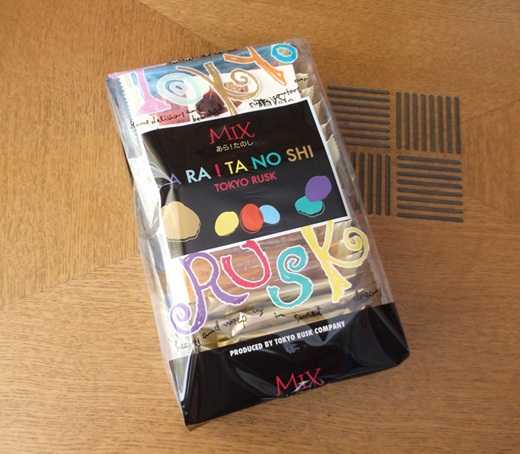 TOKYO
MIX
あら!たのし
A RA ! TA NO SHI
TOKYO RUSK
RUSK
PRODUCED BY TOKYO RUSK COMPANY
MIX